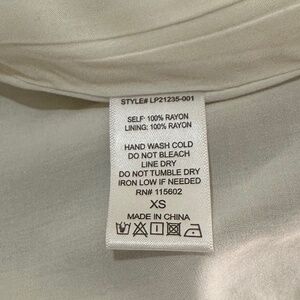 STYLE# LP21235-001
SELF: 100% RAYON
LINING: 100% RAYON
HAND WASH COLD
DO NOT BLEACH
LINE DRY
DO NOT TUMBLE DRY
IRON LOW IF NEEDED
RN# 115602
XS
MADE IN CHINA